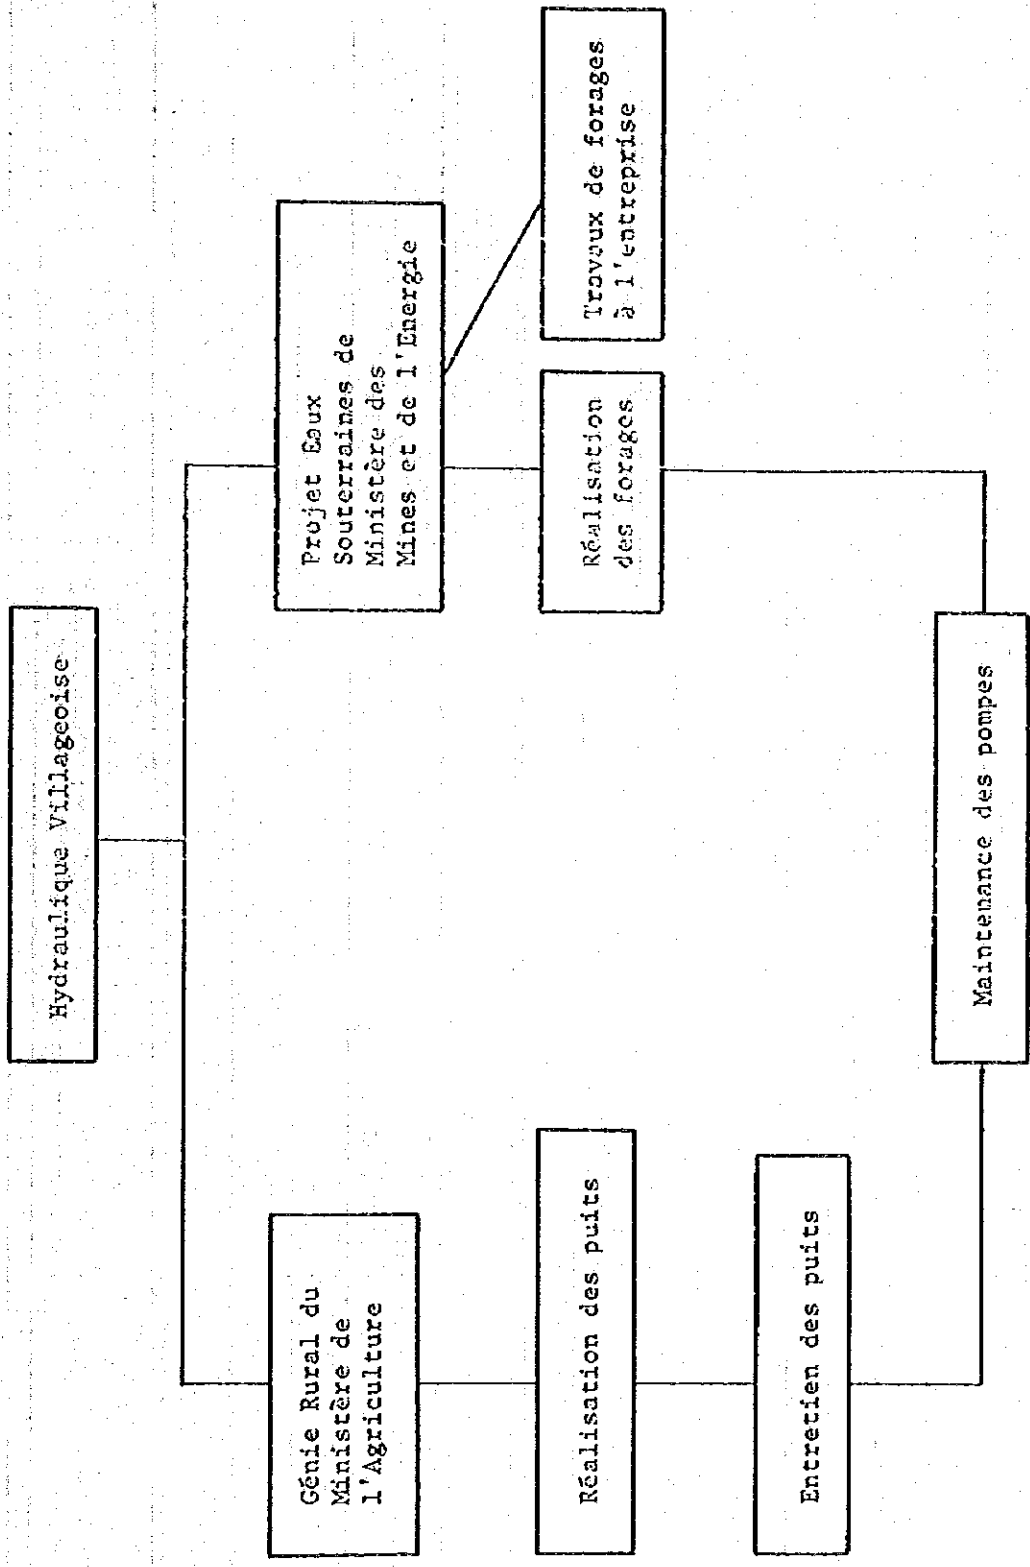 Hydraulique Villageoise
Génie Rural du
Ministère de
l'Agriculture
Projet Eaux
Souterraines de
Ministère des
Mines et de l'Energie
Réalisation des puits
Réalisation
des forages
Travaux de forages
à l'entreprise
Entretien des puits
Maintenance des pompes